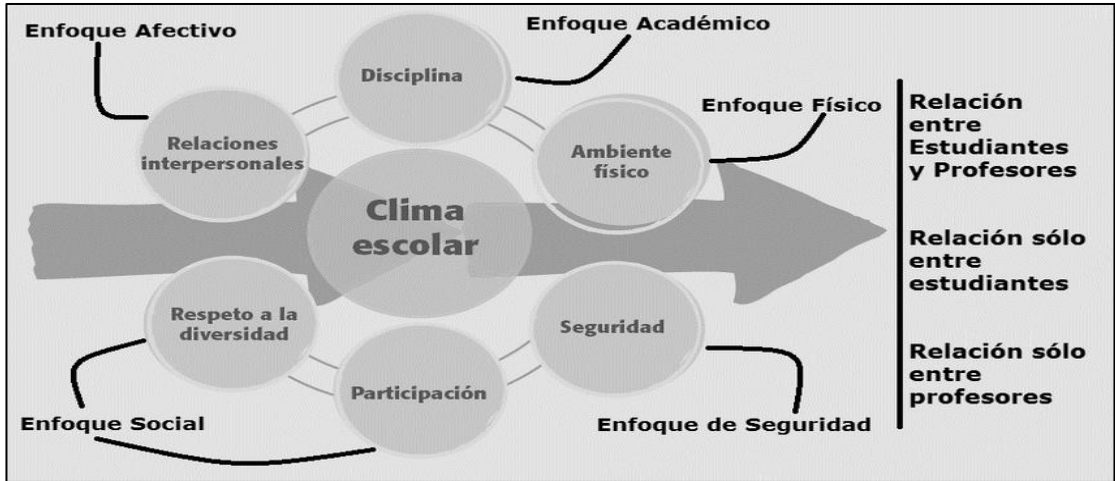 Enfoque Afectivo
Enfoque Académico
Disciplina
Enfoque Físico
Relaciones
interpersonales
Ambiente
físico
Clima
escolar
Respeto a la
diversidad
Seguridad
Participación
Enfoque Social
Enfoque de Seguridad
Relación
entre
Estudiantes
y Profesores
Relación sólo
entre
estudiantes
Relación sólo
entre
profesores